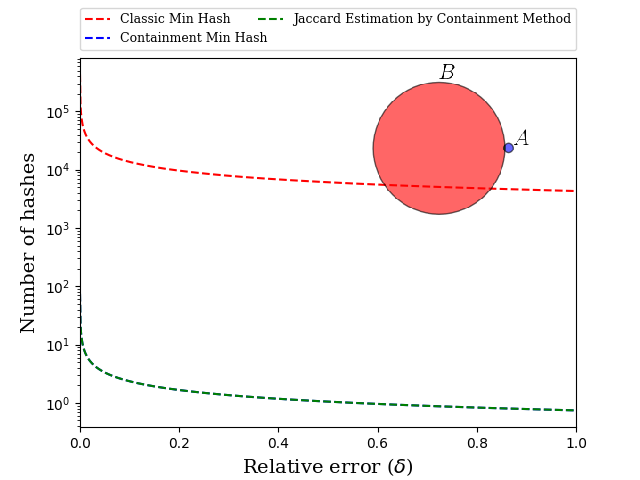 Classic Min Hash
Jaccard Estimation by Containment Method
Containment Min Hash
B
A
Number of hashes
10^5
10^4
10^3
10^2
10^1
10^0
0.0 0.2 0.4 0.6 0.8 1.0
Relative error (δ)